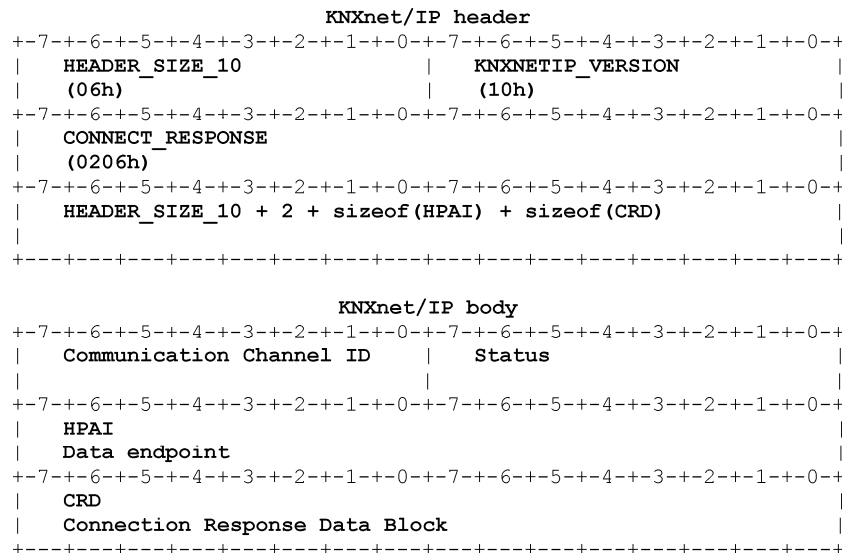 KNXnet/IP header
+-7-+-6-+-5-+-4-+-3-+-2-+-1-+-0-+-7-+-6-+-5-+-4-+-3-+-2-+-1-+-0-+
|   HEADER_SIZE_10              |   KNXNETIP_VERSION            |
|   (06h)                       |   (10h)                       |
+-7-+-6-+-5-+-4-+-3-+-2-+-1-+-0-+-7-+-6-+-5-+-4-+-3-+-2-+-1-+-0-+
|   CONNECT_RESPONSE                                            |
|   (0206h)                                                     |
+-7-+-6-+-5-+-4-+-3-+-2-+-1-+-0-+-7-+-6-+-5-+-4-+-3-+-2-+-1-+-0-+
|   HEADER_SIZE_10 + 2 + sizeof(HPAI) + sizeof(CRD)             |
|                                                               |
+---+---+---+---+---+---+---+---+---+---+---+---+---+---+---+---+
KNXnet/IP body
+-7-+-6-+-5-+-4-+-3-+-2-+-1-+-0-+-7-+-6-+-5-+-4-+-3-+-2-+-1-+-0-+
|   Communication Channel ID    |   Status                      |
|                               |                               |
+-7-+-6-+-5-+-4-+-3-+-2-+-1-+-0-+-7-+-6-+-5-+-4-+-3-+-2-+-1-+-0-+
|   HPAI                                                        |
|   Data endpoint                                               |
+-7-+-6-+-5-+-4-+-3-+-2-+-1-+-0-+-7-+-6-+-5-+-4-+-3-+-2-+-1-+-0-+
|   CRD                                                         |
|   Connection Response Data Block                              |
+---+---+---+---+---+---+---+---+---+---+---+---+---+---+---+---+